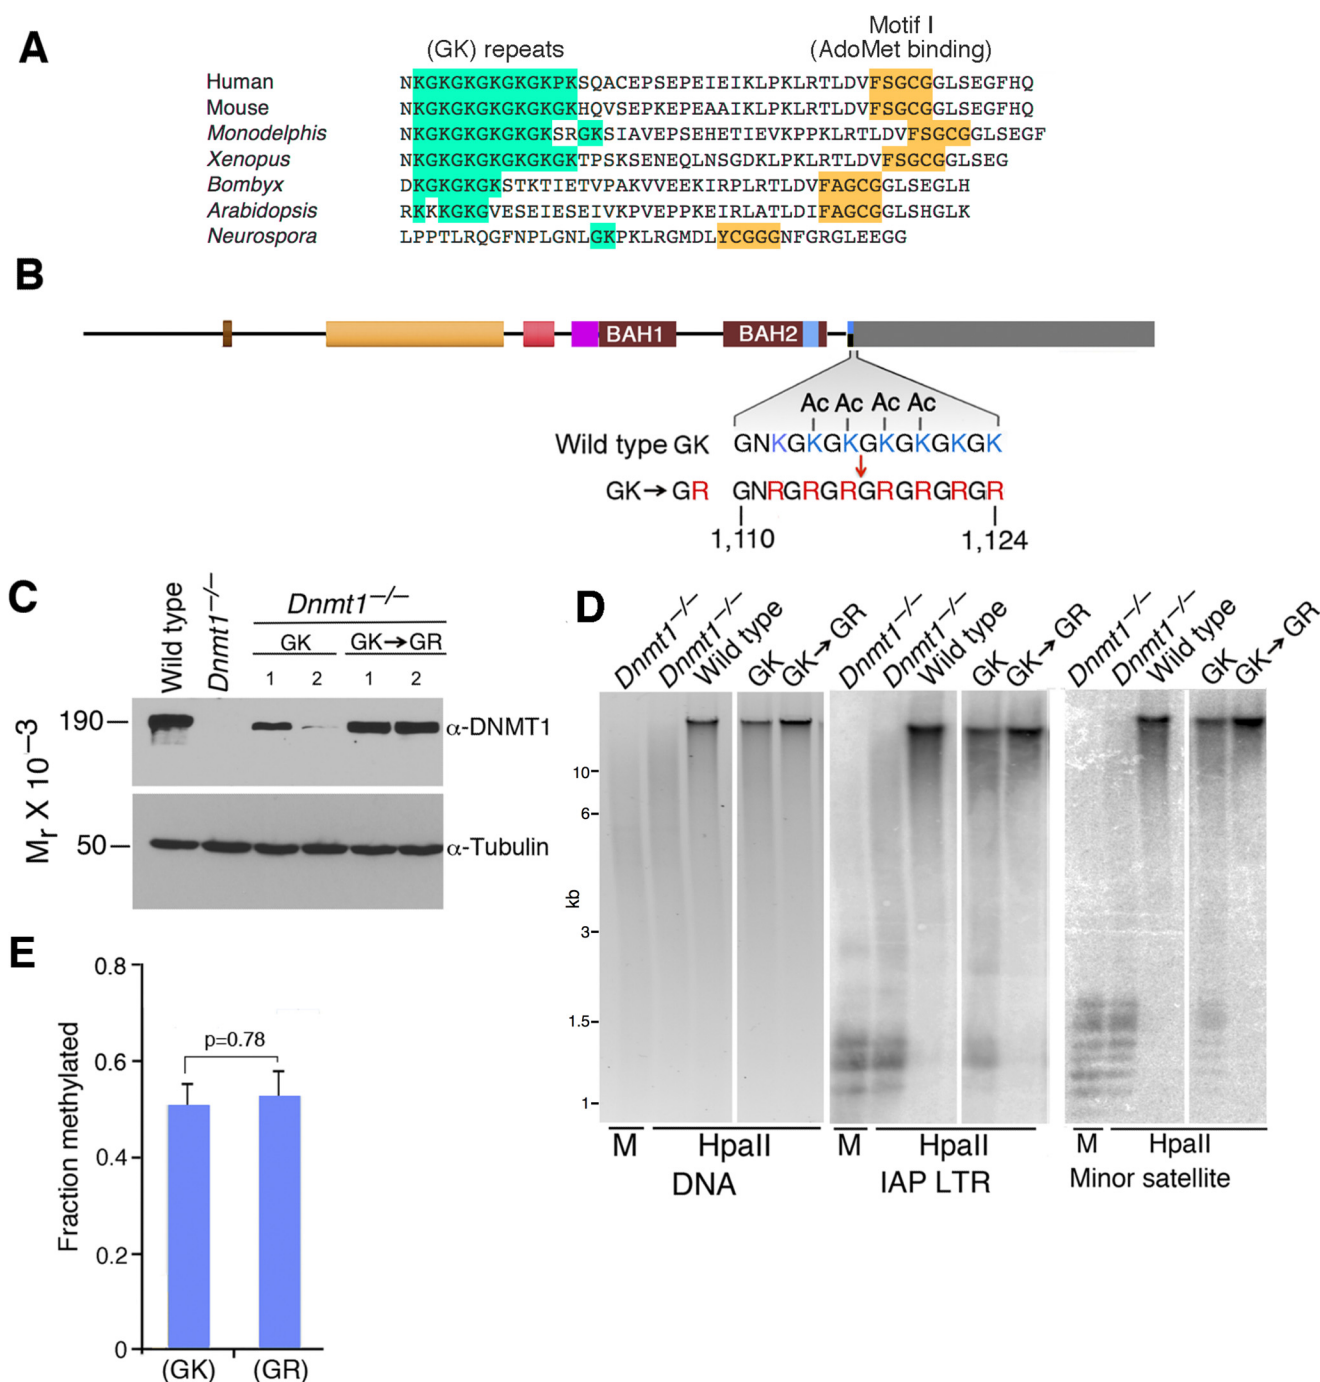 A
(GK) repeats
Motif I
(AdoMet binding)
Human NKGKGKGKGKGKPKSQACEPSEPEIEIKLPKLRTLDVFSGCGGLSEGFHQ
Mouse NKGKGKGKGKGKGKHQVSEPKEPEAAIKLPKLRTLDVFSGCGGLSEGFHQ
Monodelphis NKGKGKGKGKGKSRGKSIAVEPSEHETIEVKPPKLRTLDVFSGCGGLSEGF
Xenopus NKGKGKGKGKGKGKTPSKSENEQLNSGDKLPKLRTLDVFSGCGGLSEG
Bombyx DKGKGKGKSTKTIETVPAKVVEEKIRPLRTLDVFAGCGGLSEGLH
Arabidopsis RKKKGKGVESEIESEIVKPVEPPKEIRLATLDIFAGCGGLSHGLK
Neurospora LPPTLRQGFNPLGNLGKPKLRGMDLYCGGGNFGRGLEEGG
B
BAH1 BAH2
Ac Ac Ac Ac
Wild type GK GNKGKGKGKGKGKGK
GK→GR GNRGRGRGRGRGRGR
1,110 1,124
C
Wild type
Dnmt1–/–
Dnmt1–/–
GK GK→GR
1 2 1 2
Mr X 10–3
190
α-DNMT1
50
α-Tubulin
D
Dnmt1–/– Dnmt1–/– Wild type GK GK→GR
Dnmt1–/– Dnmt1–/– Wild type GK GK→GR
Dnmt1–/– Dnmt1–/– Wild type GK GK→GR
kb
10
6
3
1.5
1
M HpaII
DNA
M HpaII
IAP LTR
M HpaII
Minor satellite
E
Fraction methylated
0.8
0.6
0.4
0.2
0
p=0.78
(GK) (GR)